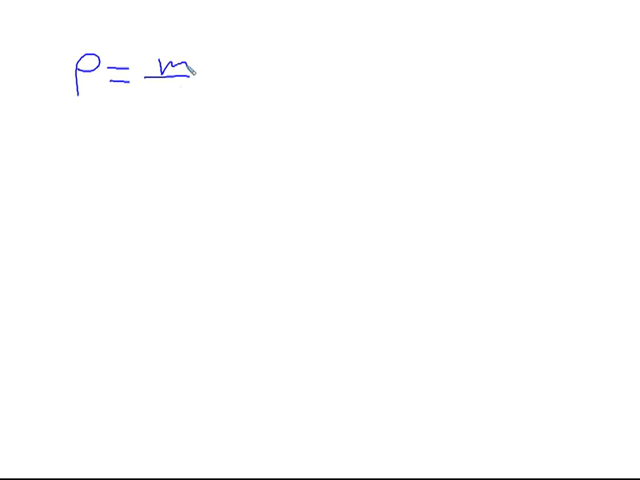 ρ = m